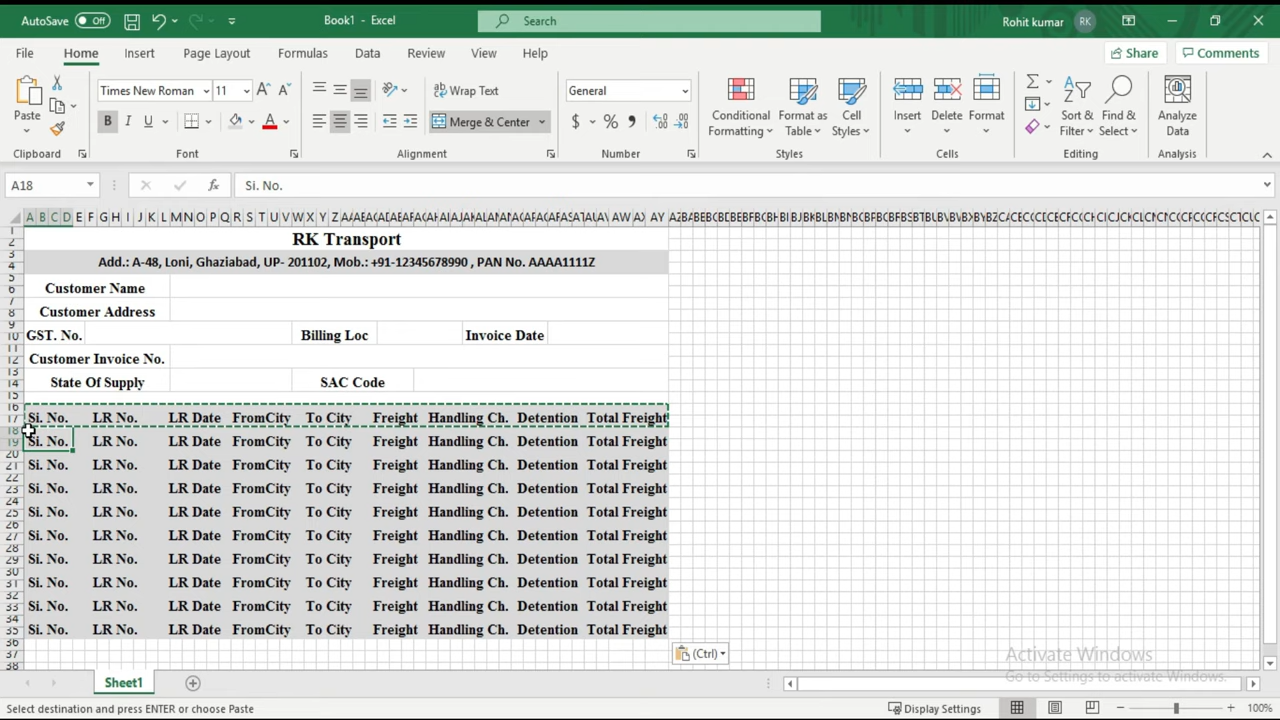 AutoSave Off Book1 - Excel Search Rohit kumar RK
File Home Insert Page Layout Formulas Data Review View Help Share Comments
Times New Roman 11 Wrap Text General
Paste B I U Merge & Center $ % Conditional Formatting Format as Table Cell Styles Insert Delete Format Sort & Filter Find & Select Analyze Data
Clipboard Font Alignment Number Styles Cells Editing Analysis
A18 fx Si. No.
RK Transport
Add.: A-48, Loni, Ghaziabad, UP- 201102, Mob.: +91-12345678990 , PAN No. AAAA1111Z
Customer Name
Customer Address
GST. No. Billing Loc Invoice Date
Customer Invoice No.
State Of Supply SAC Code
Si. No. LR No. LR Date FromCity To City Freight Handling Ch. Detention Total Freight
Si. No. LR No. LR Date FromCity To City Freight Handling Ch. Detention Total Freight
Si. No. LR No. LR Date FromCity To City Freight Handling Ch. Detention Total Freight
Si. No. LR No. LR Date FromCity To City Freight Handling Ch. Detention Total Freight
Si. No. LR No. LR Date FromCity To City Freight Handling Ch. Detention Total Freight
Si. No. LR No. LR Date FromCity To City Freight Handling Ch. Detention Total Freight
Si. No. LR No. LR Date FromCity To City Freight Handling Ch. Detention Total Freight
Si. No. LR No. LR Date FromCity To City Freight Handling Ch. Detention Total Freight
Si. No. LR No. LR Date FromCity To City Freight Handling Ch. Detention Total Freight
Si. No. LR No. LR Date FromCity To City Freight Handling Ch. Detention Total Freight
(Ctrl)
Activate Windows
Go to Settings to activate Windows.
Sheet1
Select destination and press ENTER or choose Paste Display Settings 100%